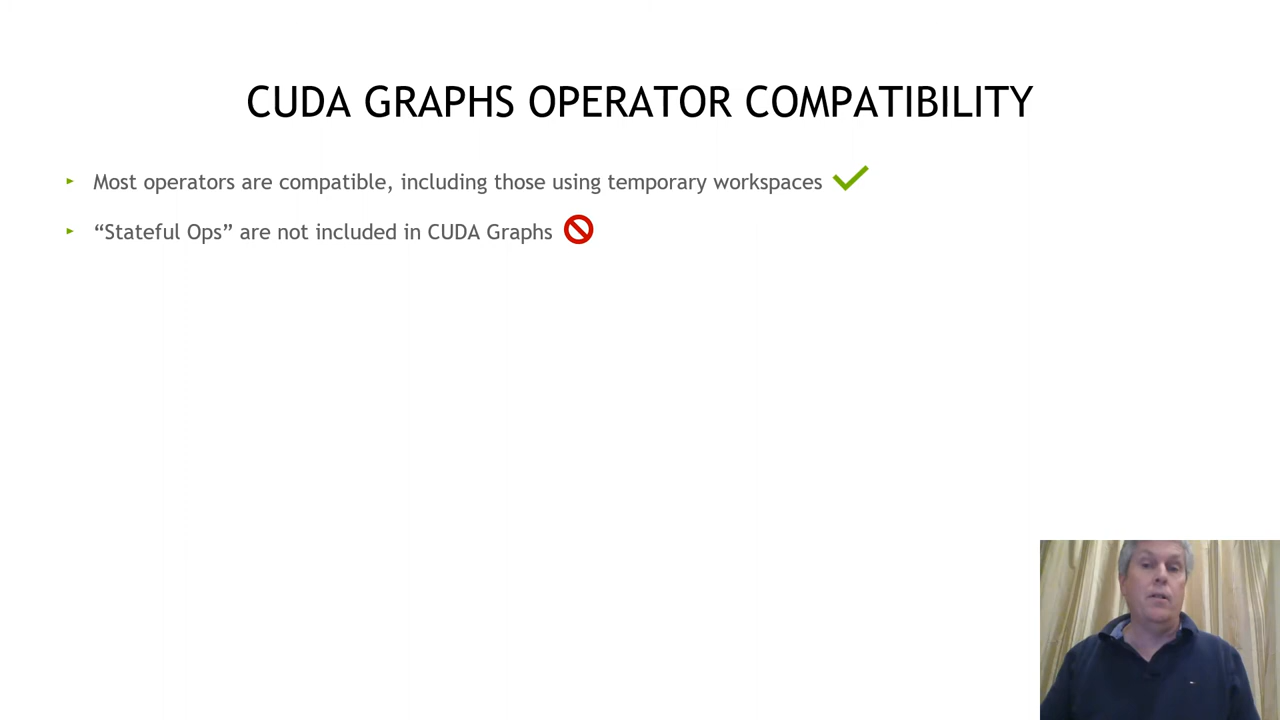 CUDA GRAPHS OPERATOR COMPATIBILITY
Most operators are compatible, including those using temporary workspaces
“Stateful Ops” are not included in CUDA Graphs